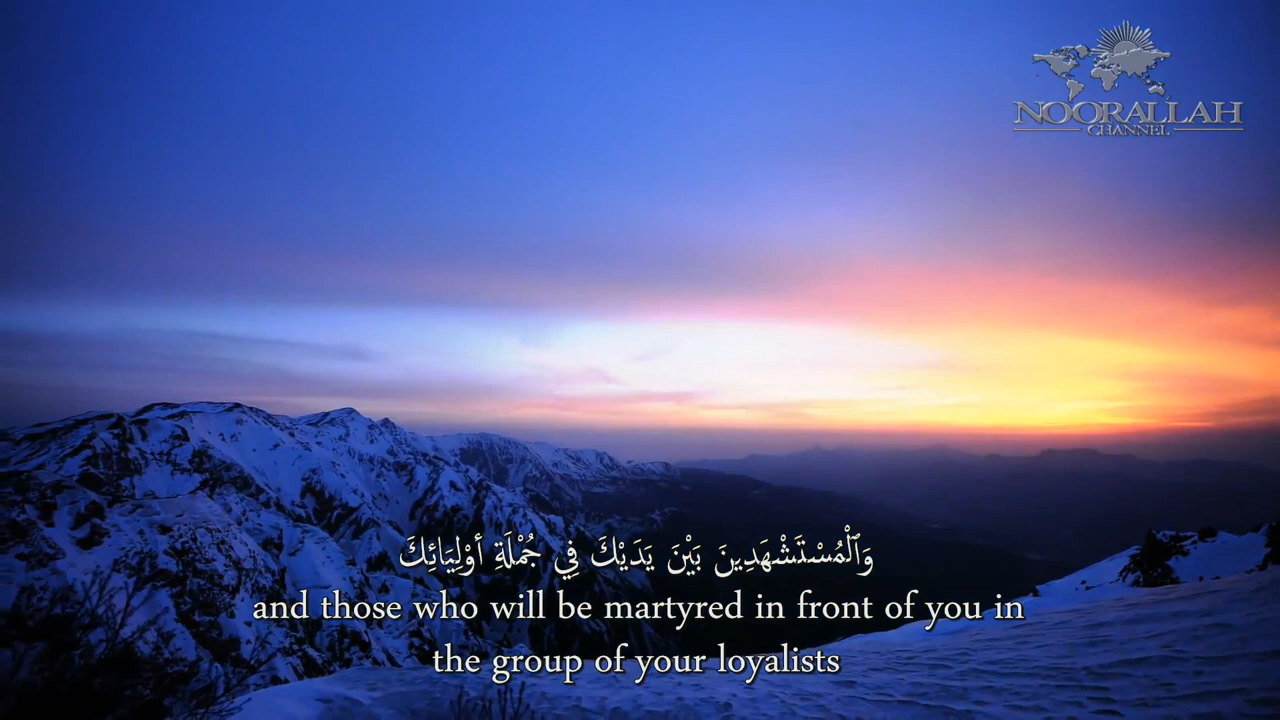 NOORALLAH
CHANNEL
وَٱلْمُسْتَشْهَدِينَ بَيْنَ يَدَيْكَ فِي جُمْلَةِ أوْلِيَائِكَ
and those who will be martyred in front of you in
the group of your loyalists